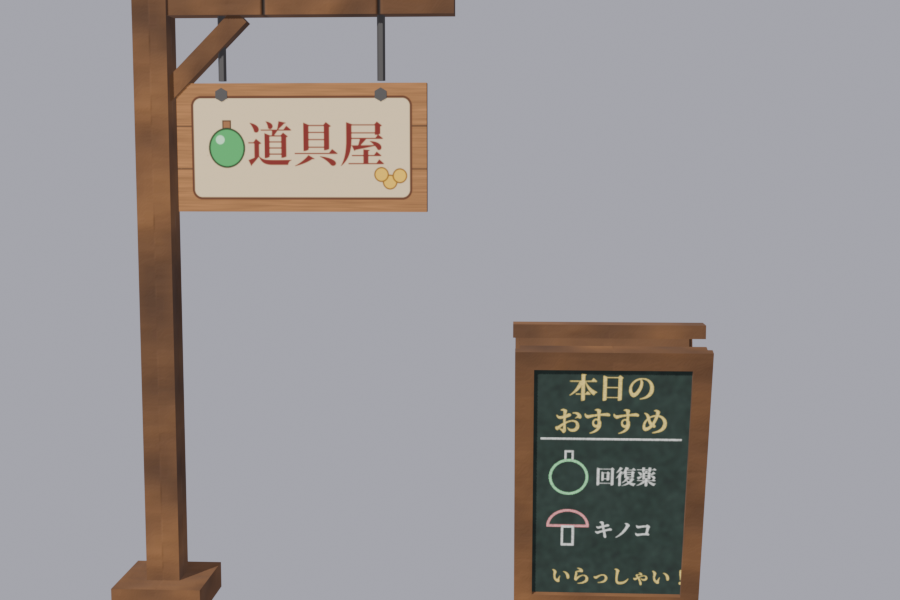 道具屋
本日の
おすすめ
回復薬
キノコ
いらっしゃい!